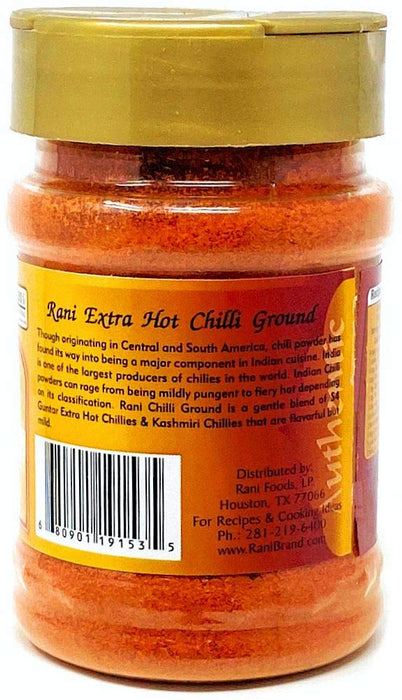 Rani Extra Hot Chilli Ground
Though originating in Central and South America, chili powder has
found its way into being a major component in Indian cuisine. India
is one of the largest producers of chilies in the world. Indian Chili
powders can rage from being mildly pungent to fiery hot depending
on its classification. Rani Chilli Ground is a gentle blend of S4
Guntar Extra Hot Chillies & Kashmiri Chillies that are flavorful but
mild.
Distributed by:
Rani Foods, LP
Houston, TX 77066
For Recipes & Cooking Ideas
Ph.: 281-219-6400
www.RaniBrand.com
6 80901 19153 5